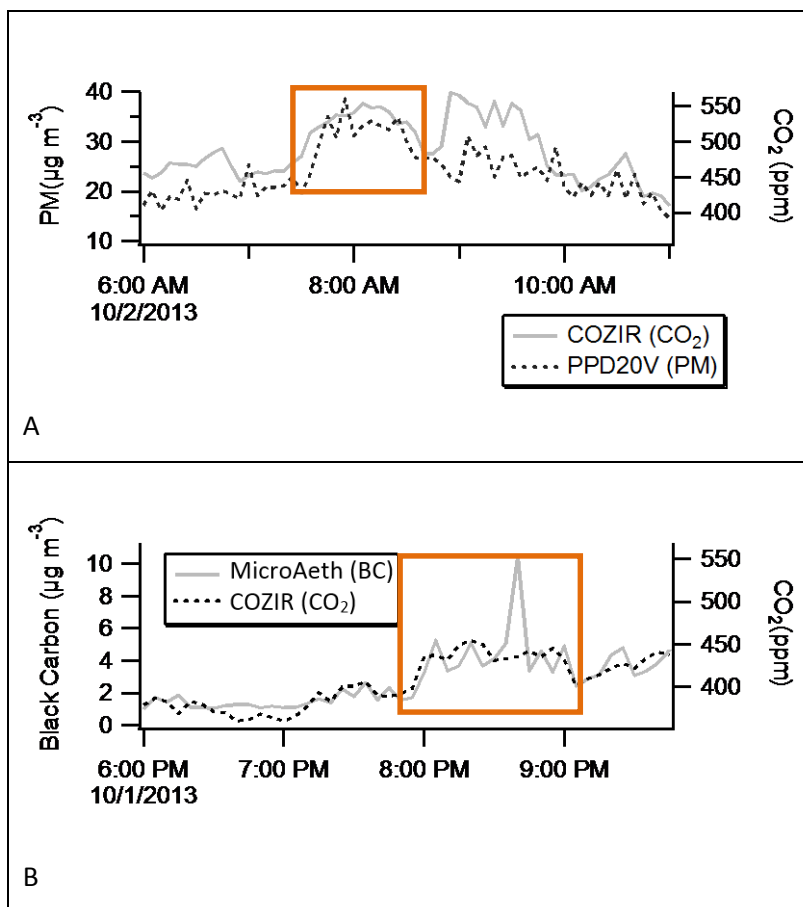 40
30
20
10
PM(µg m⁻³)
550
500
450
400
CO₂ (ppm)
6:00 AM
8:00 AM
10:00 AM
10/2/2013
COZIR (CO₂)
PPD20V (PM)
A
10
8
6
4
2
0
Black Carbon (µg m⁻³)
MicroAeth (BC)
COZIR (CO₂)
550
500
450
400
CO₂(ppm)
6:00 PM
7:00 PM
8:00 PM
9:00 PM
10/1/2013
B